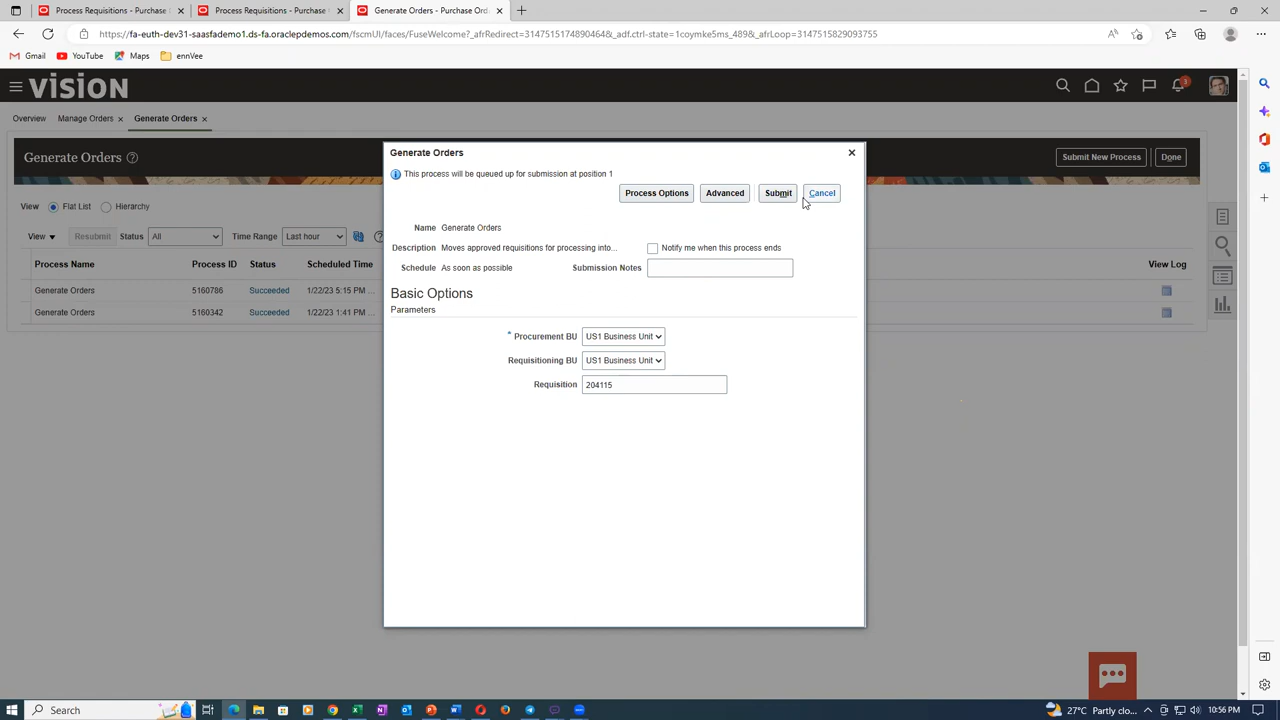 Process Requisitions - Purchase
Process Requisitions - Purchase
Generate Orders - Purchase Ord
https://fa-euth-dev31-saasfademo1.ds-fa.oraclepdemos.com/fscmUI/faces/FuseWelcome?_afrRedirect=31475151748904​64&_adf.ctrl-state=1coymke5ms_489&_afrLoop=3147515829093755
Gmail YouTube Maps ennVee
VISION 3
Overview Manage Orders Generate Orders
Generate Orders ? Submit New Process Done
View Flat List Hierarchy
View Resubmit Status All Time Range Last hour ?
Process Name Process ID Status Scheduled Time View Log
Generate Orders 5160786 Succeeded 1/22/23 5:15 PM ...
Generate Orders 5160342 Succeeded 1/22/23 1:41 PM ...
Generate Orders
This process will be queued up for submission at position 1
Process Options Advanced Submit Cancel
Name Generate Orders
Description Moves approved requisitions for processing into... Notify me when this process ends
Schedule As soon as possible Submission Notes
Basic Options
Parameters
* Procurement BU US1 Business Unit
Requisitioning BU US1 Business Unit
Requisition 204115
Search 27°C Partly clo... 10:56 PM